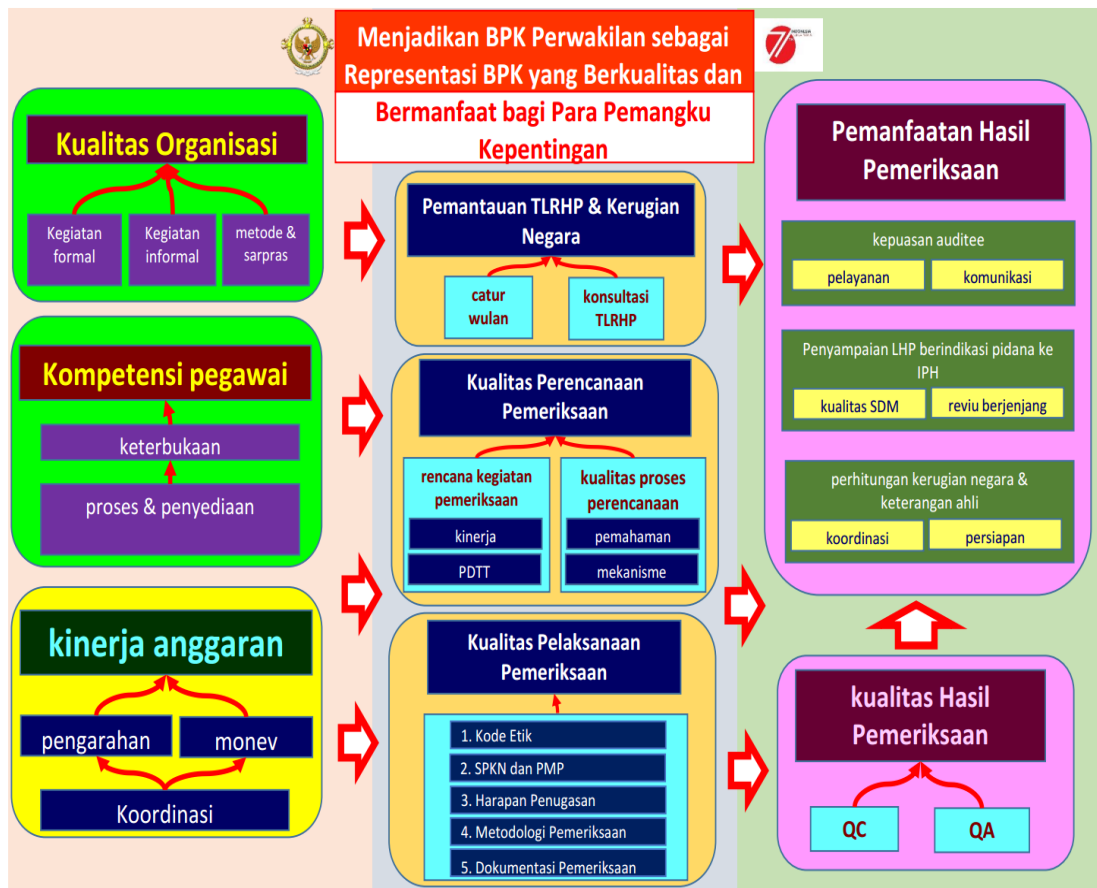 Menjadikan BPK Perwakilan sebagai
Representasi BPK yang Berkualitas dan
Bermanfaat bagi Para Pemangku
Kepentingan
Kualitas Organisasi
Kegiatan
formal
Kegiatan
informal
metode &
sarpras
Kompetensi pegawai
keterbukaan
proses & penyediaan
kinerja anggaran
pengarahan
monev
Koordinasi
Pemantauan TLRHP & Kerugian
Negara
catur
wulan
konsultasi
TLRHP
Kualitas Perencanaan
Pemeriksaan
rencana kegiatan
pemeriksaan
kinerja
PDTT
kualitas proses
perencanaan
pemahaman
mekanisme
Kualitas Pelaksanaan
Pemeriksaan
1. Kode Etik
2. SPKN dan PMP
3. Harapan Penugasan
4. Metodologi Pemeriksaan
5. Dokumentasi Pemeriksaan
Pemanfaatan Hasil
Pemeriksaan
kepuasan auditee
pelayanan
komunikasi
Penyampaian LHP berindikasi pidana ke
IPH
kualitas SDM
reviu berjenjang
perhitungan kerugian negara &
keterangan ahli
koordinasi
persiapan
kualitas Hasil
Pemeriksaan
QC
QA